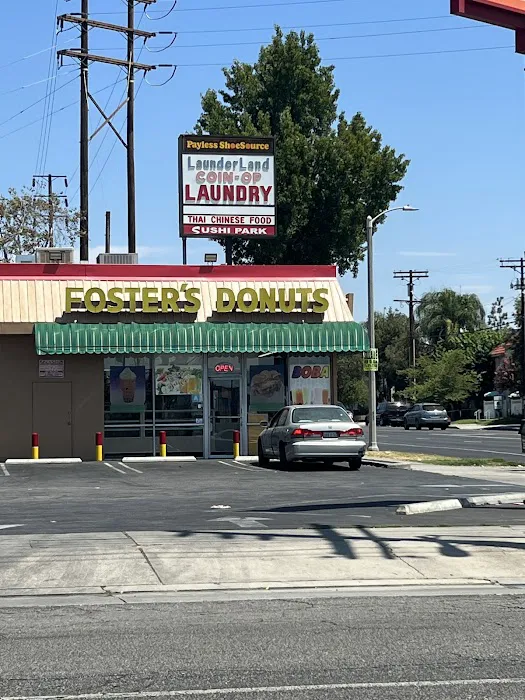 Payless ShoeSource
LaunderLand
COIN-OP
LAUNDRY
THAI CHINESE FOOD
SUSHI PARK
FOSTER'S DONUTS
OPEN
BOBA